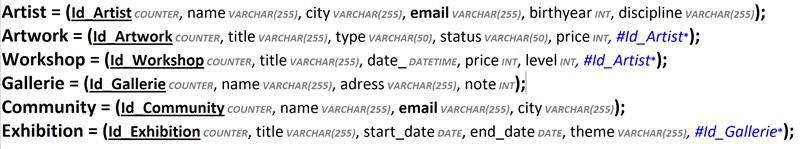 Artist = (Id_Artist COUNTER, name VARCHAR(255), city VARCHAR(255), email VARCHAR(255), birthyear INT, discipline VARCHAR(255));
Artwork = (Id_Artwork COUNTER, title VARCHAR(255), type VARCHAR(50), status VARCHAR(50), price INT, #Id_Artist*);
Workshop = (Id_Workshop COUNTER, title VARCHAR(255), date_ DATETIME, price INT, level INT, #Id_Artist*);
Gallerie = (Id_Gallerie COUNTER, name VARCHAR(255), adress VARCHAR(255), note INT);
Community = (Id_Community COUNTER, name VARCHAR(255), email VARCHAR(255), city VARCHAR(255));
Exhibition = (Id_Exhibition COUNTER, title VARCHAR(255), start_date DATE, end_date DATE, theme VARCHAR(255), #Id_Gallerie*);